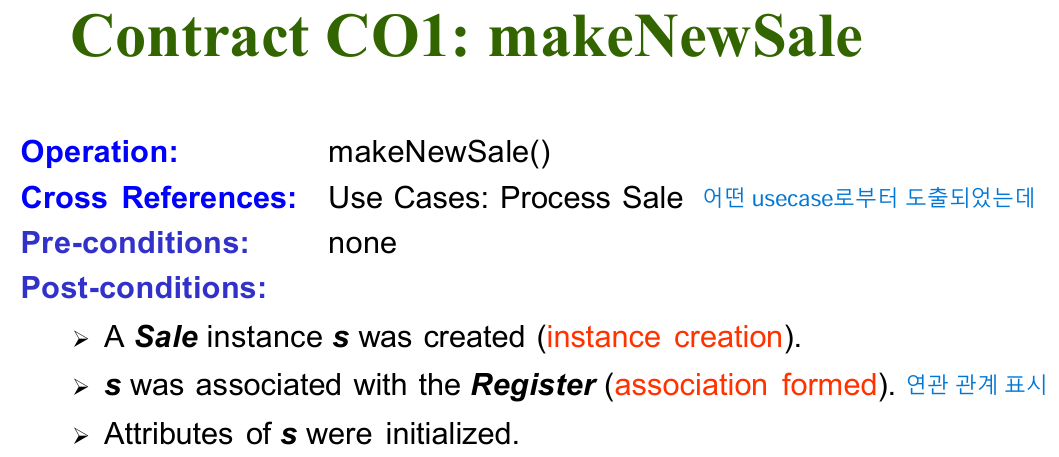 Contract CO1: makeNewSale
Operation: makeNewSale()
Cross References: Use Cases: Process Sale 어떤 usecase로부터 도출되었는데
Pre-conditions: none
Post-conditions:
➢ A Sale instance s was created (instance creation).
➢ s was associated with the Register (association formed). 연관 관계 표시
➢ Attributes of s were initialized.